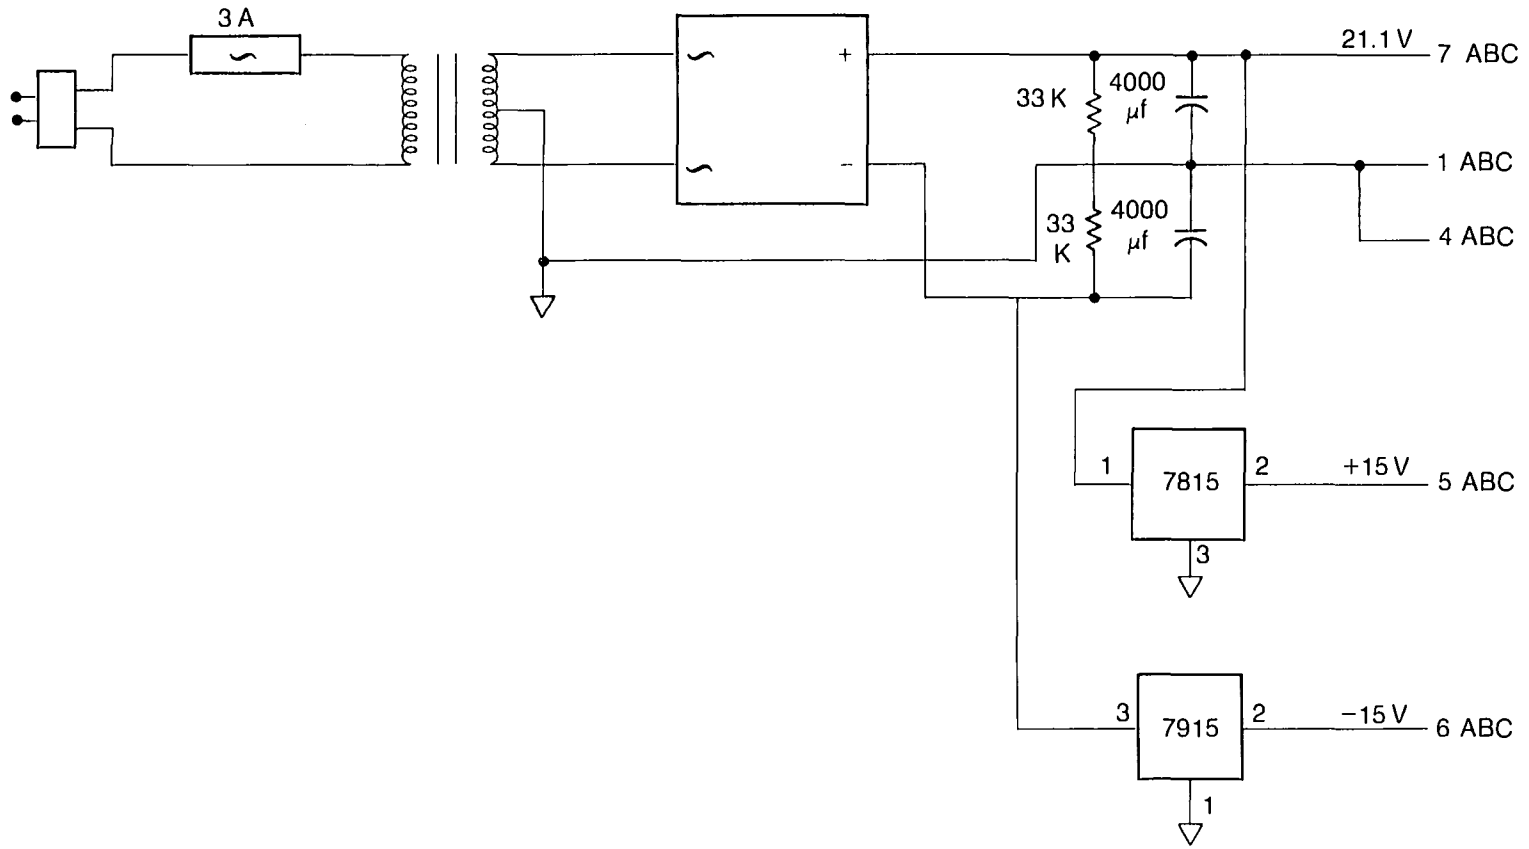 3 A
21.1 V
7 ABC
+
33 K
4000
µf
−
1 ABC
33
K
4000
µf
4 ABC
1
7815
2
+15 V
5 ABC
3
3
7915
2
−15 V
6 ABC
1